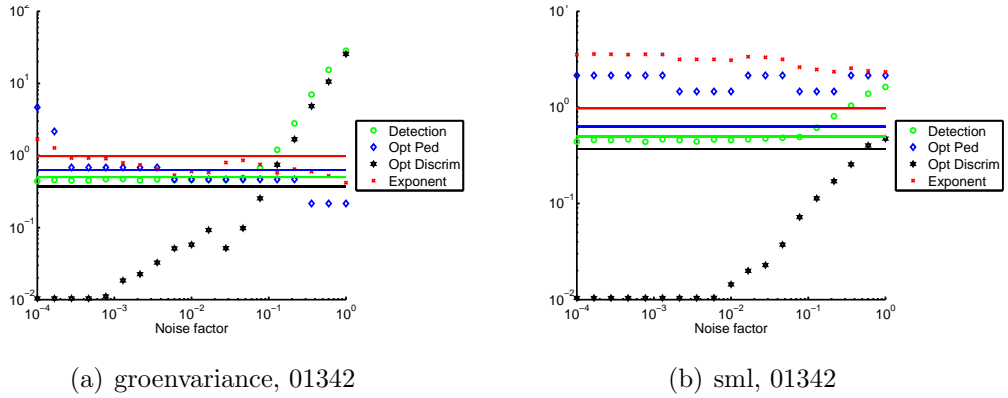 10^2
10^1
10^0
10^-1
10^-2
10^-4
10^-3
10^-2
10^-1
10^0
Noise factor
Detection
Opt Ped
Opt Discrim
Exponent
(a) groenvariance, 01342
10^1
10^0
10^-1
10^-2
10^-4
10^-3
10^-2
10^-1
10^0
Noise factor
Detection
Opt Ped
Opt Discrim
Exponent
(b) sml, 01342